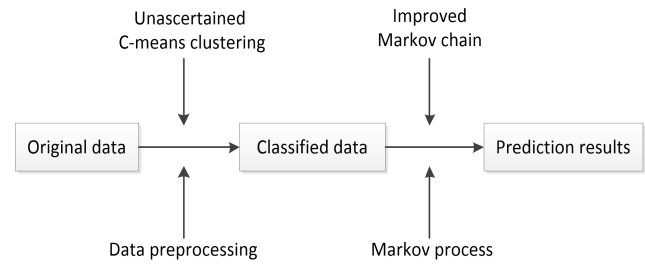 Unascertained
C-means clustering
Improved
Markov chain
Original data
Classified data
Prediction results
Data preprocessing
Markov process